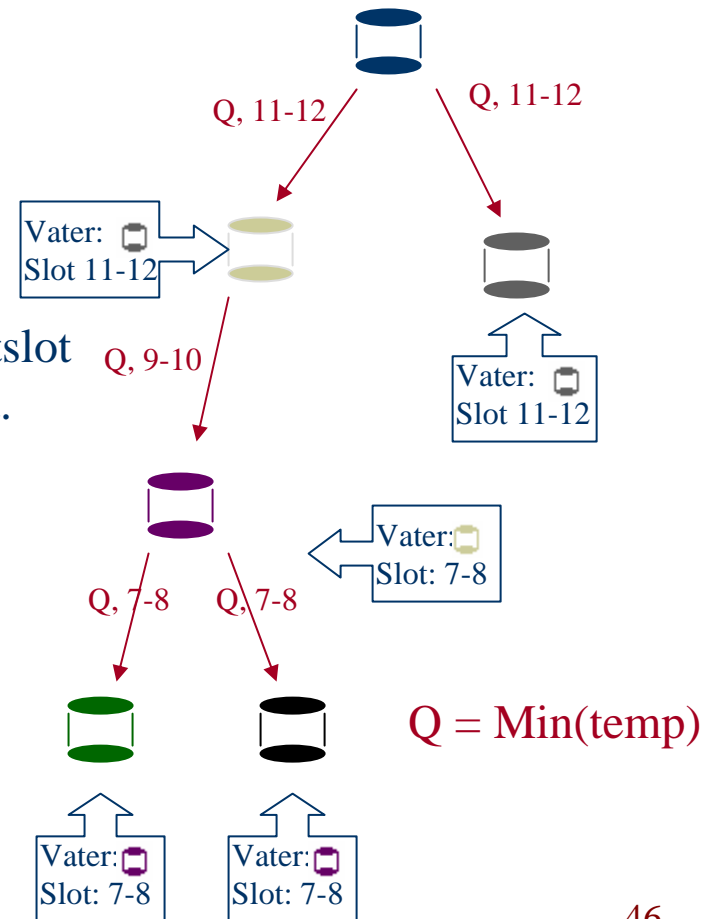 Q, 11-12
Q, 11-12
Vater:
Slot 11-12
tslot
.
Q, 9-10
Vater:
Slot 11-12
Vater:
Slot: 7-8
Q, 7-8
Q, 7-8
Q = Min(temp)
Vater:
Slot: 7-8
Vater:
Slot: 7-8
46